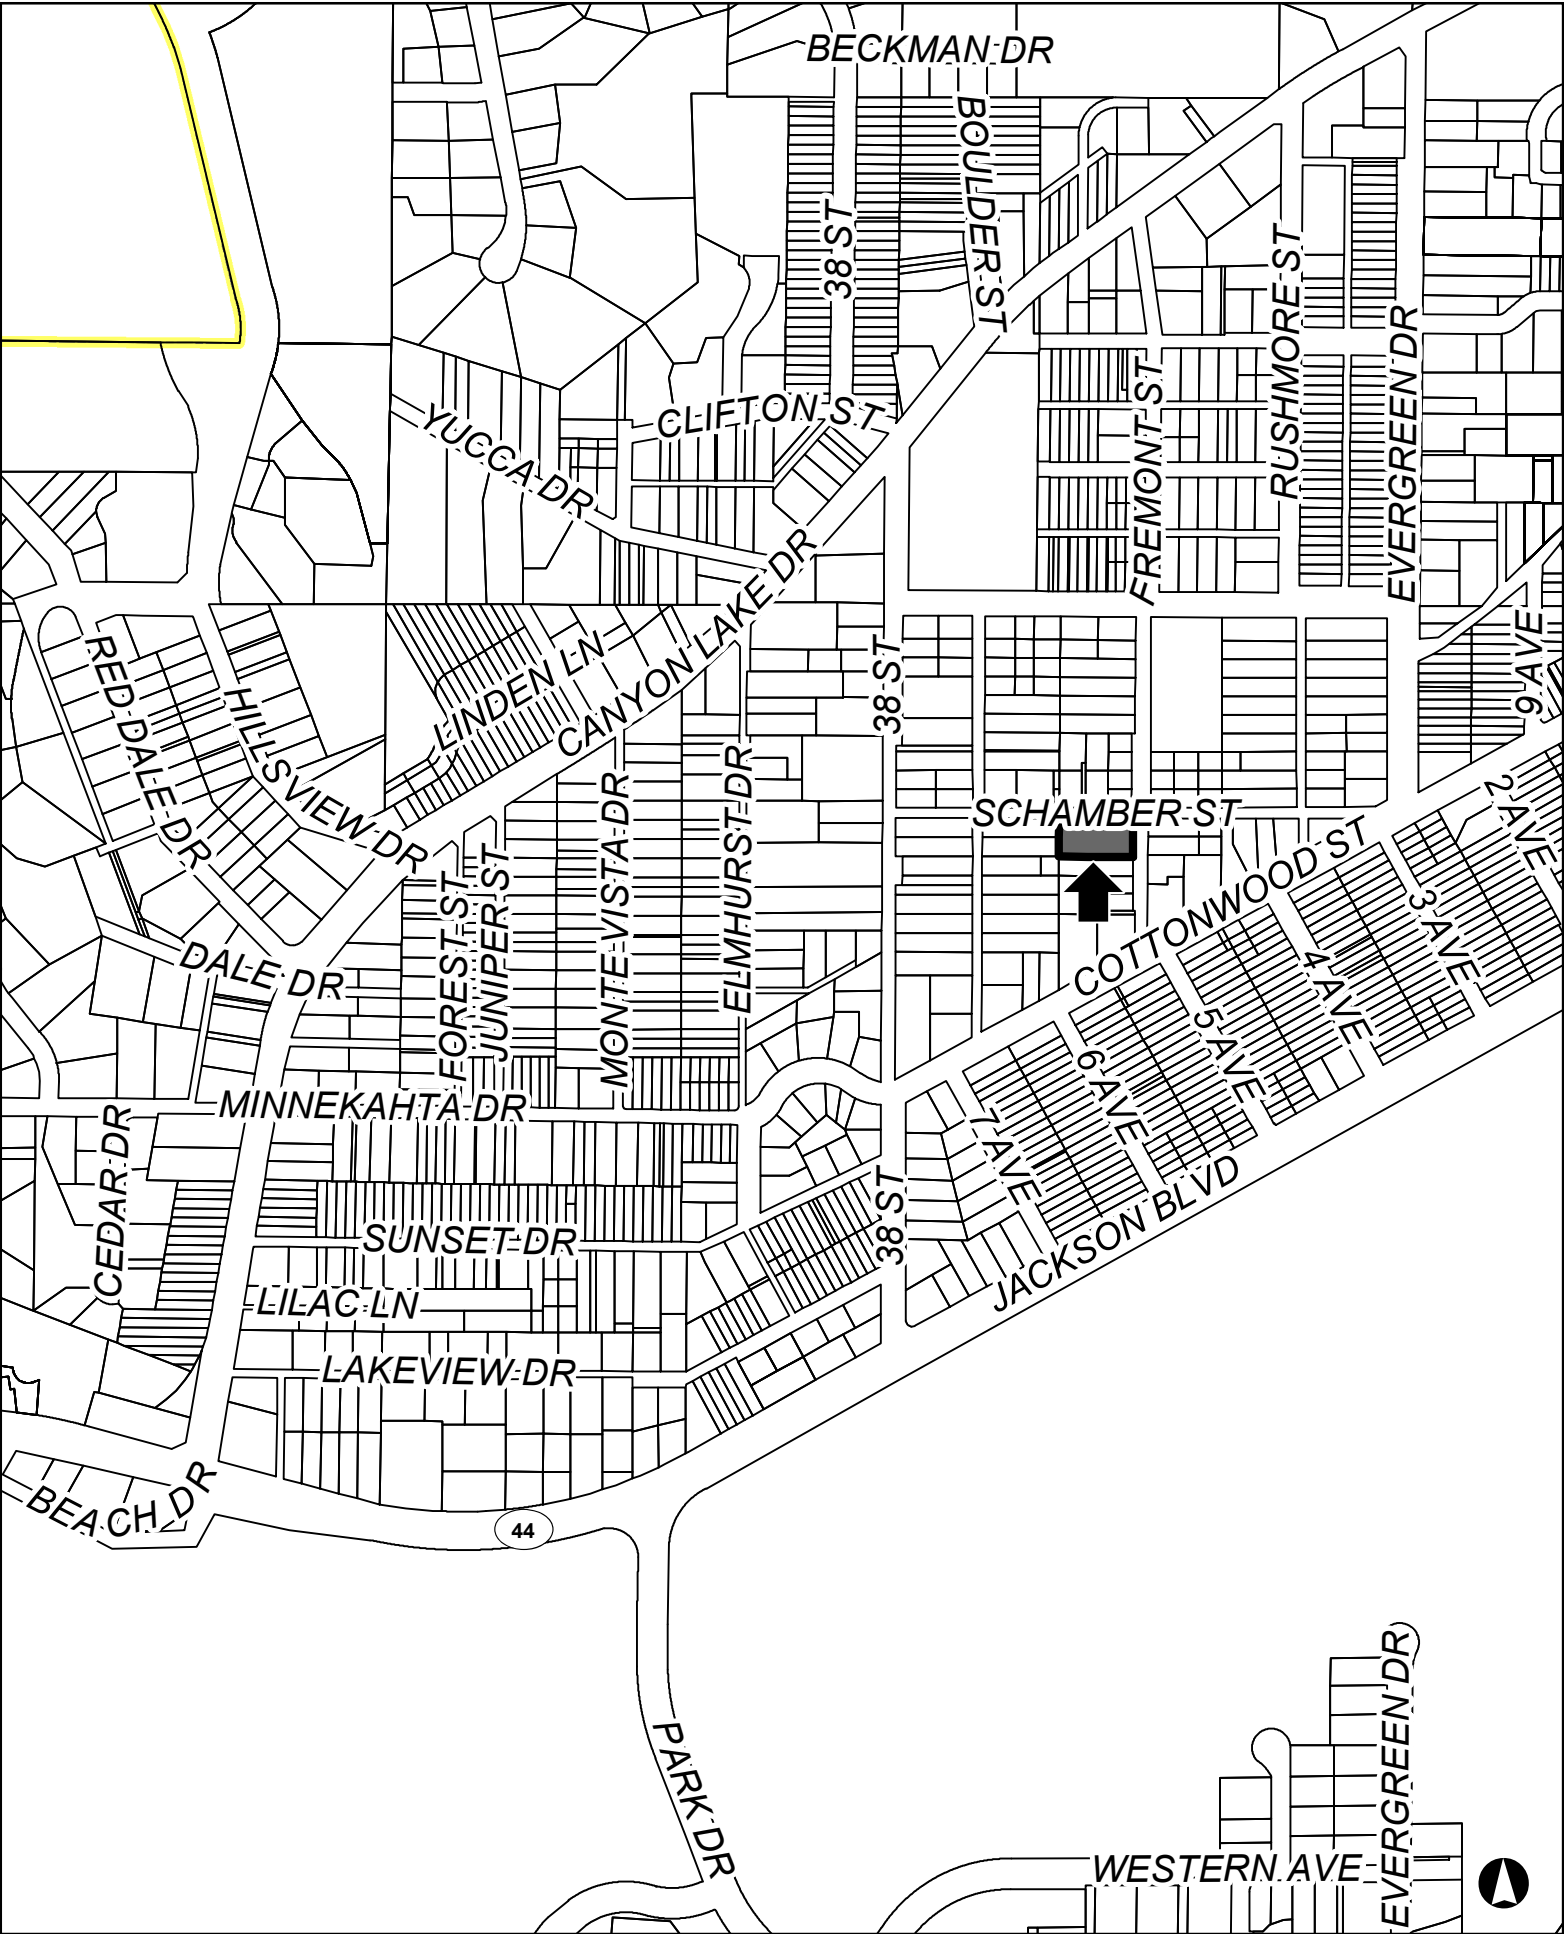 BECKMAN DR
BOULDER ST
38 ST
RUSHMORE ST
EVERGREEN DR
FREMONT ST
CLIFTON ST
YUCCA DR
CANYON LAKE DR
LINDEN LN
38 ST
9 AVE
RED DALE DR
HILLSVIEW DR
MONTE VISTA DR
ELMHURST DR
SCHAMBER ST
2 AVE
COTTONWOOD ST
FOREST ST
JUNIPER ST
3 AVE
DALE DR
4 AVE
5 AVE
6 AVE
MINNEKAHTA DR
CEDAR DR
7 AVE
38 ST
JACKSON BLVD
SUNSET DR
LILAC LN
LAKEVIEW DR
BEACH DR
44
PARK DR
EVERGREEN DR
WESTERN AVE